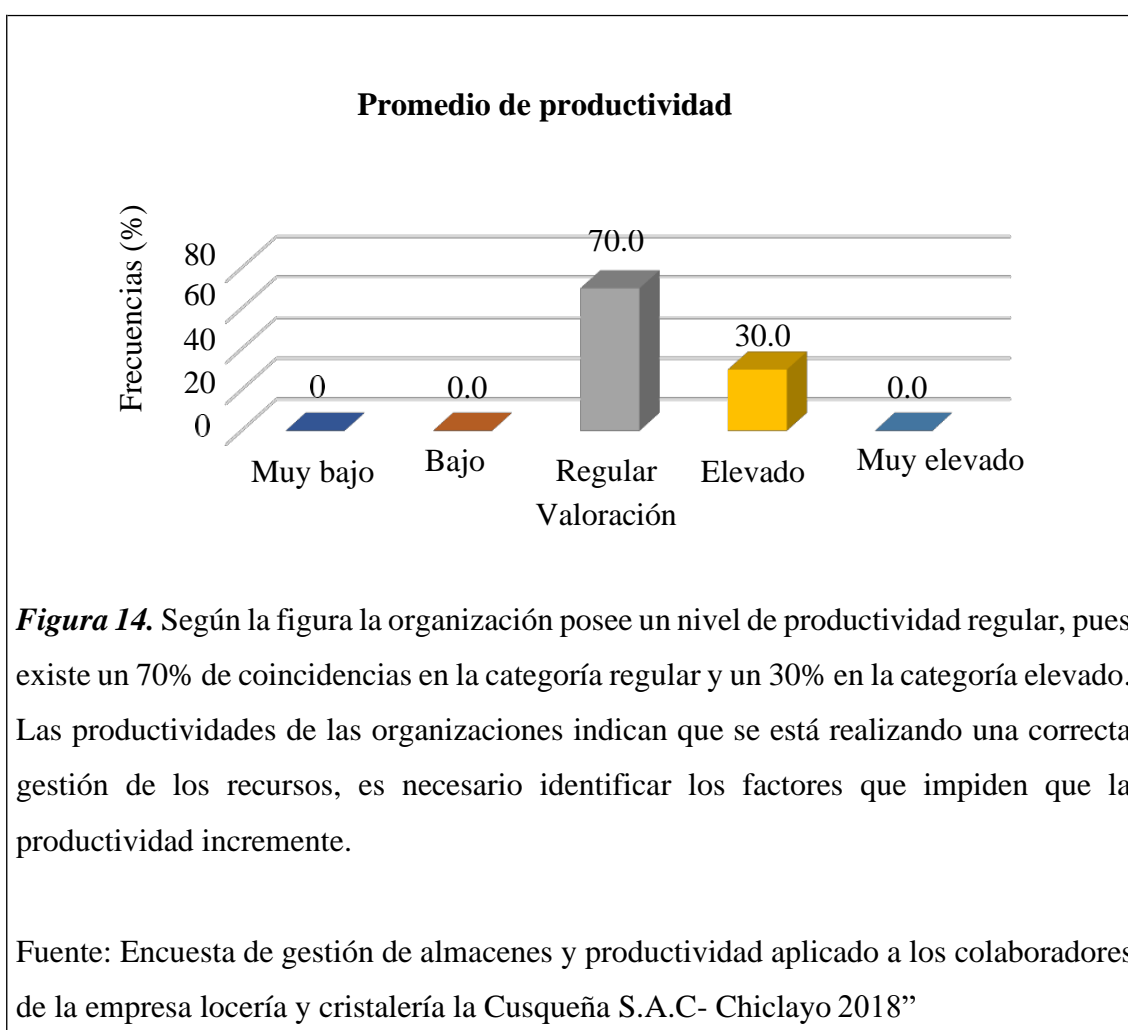 Promedio de productividad
Frecuencias (%)
80
60
40
20
0
0
0.0
70.0
30.0
0.0
Muy bajo
Bajo
Regular
Elevado
Muy elevado
Valoración
Figura 14. Según la figura la organización posee un nivel de productividad regular, pues
existe un 70% de coincidencias en la categoría regular y un 30% en la categoría elevado.
Las productividades de las organizaciones indican que se está realizando una correcta
gestión de los recursos, es necesario identificar los factores que impiden que la
productividad incremente.
Fuente: Encuesta de gestión de almacenes y productividad aplicado a los colaboradores
de la empresa locería y cristalería la Cusqueña S.A.C- Chiclayo 2018”